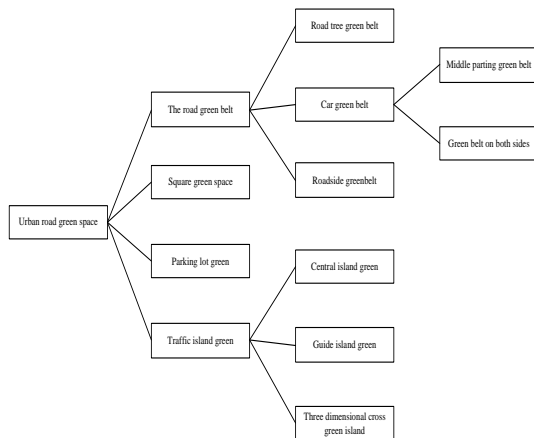 Road tree green belt
Middle parting green belt
The road green belt
Car green belt
Green belt on both sides
Square green space
Roadside greenbelt
Urban road green space
Parking lot green
Central island green
Traffic island green
Guide island green
Three dimensional cross
green island